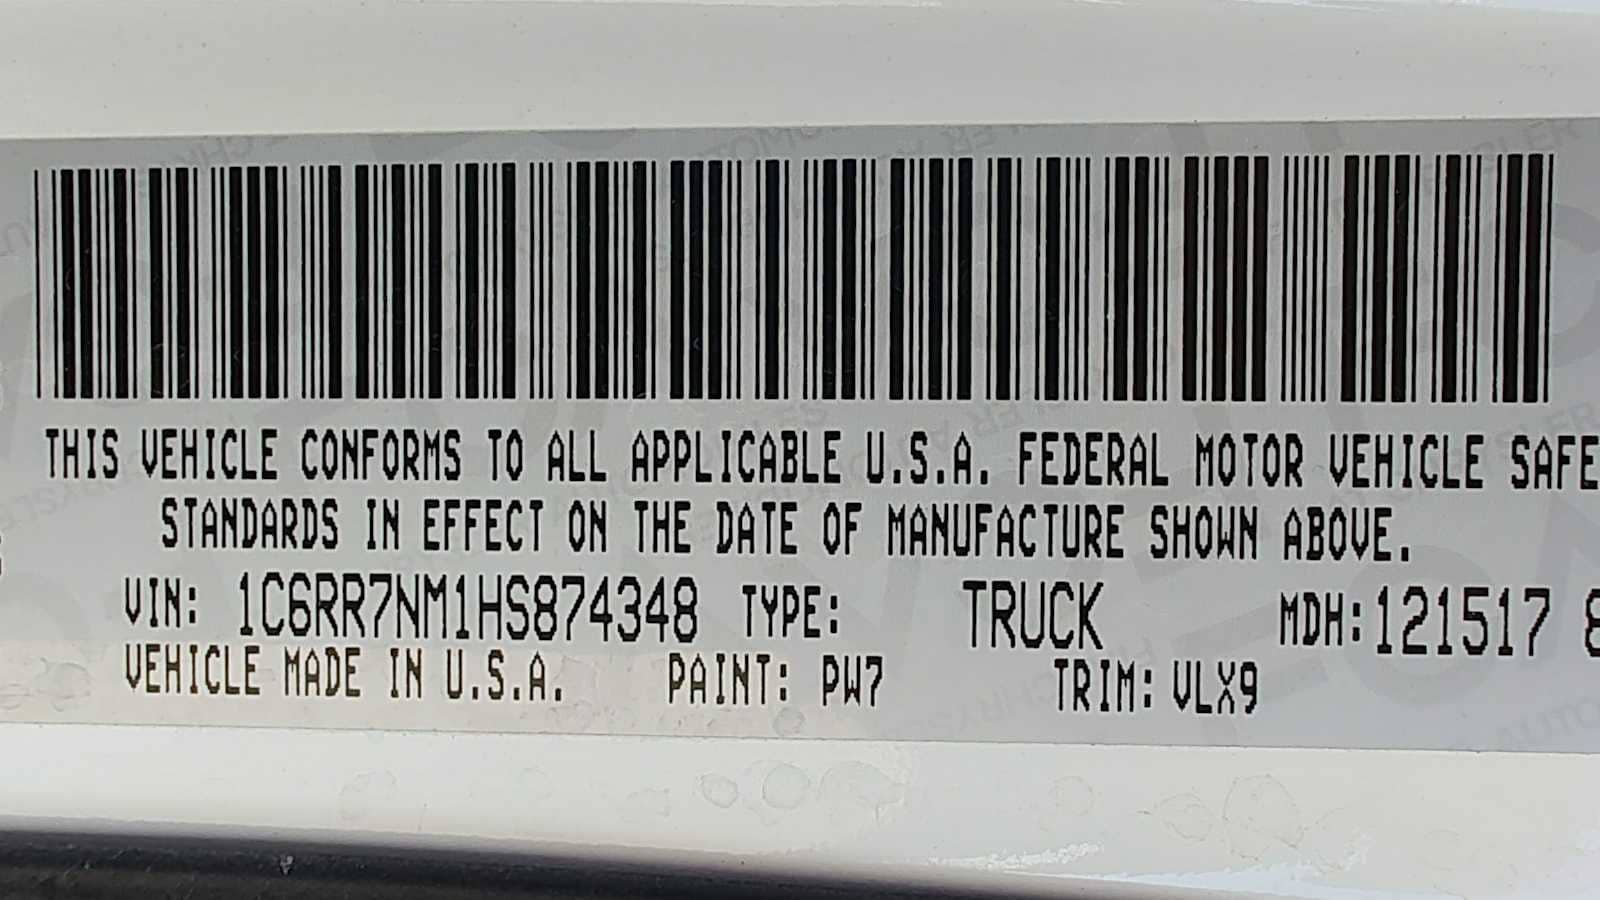 THIS VEHICLE CONFORMS TO ALL APPLICABLE U.S.A. FEDERAL MOTOR VEHICLE SAFE
STANDARDS IN EFFECT ON THE DATE OF MANUFACTURE SHOWN ABOVE.
VIN: 1C6RR7NM1HS874348 TYPE: TRUCK MDH:121517 8
VEHICLE MADE IN U.S.A. PAINT: PW7 TRIM: VLX9